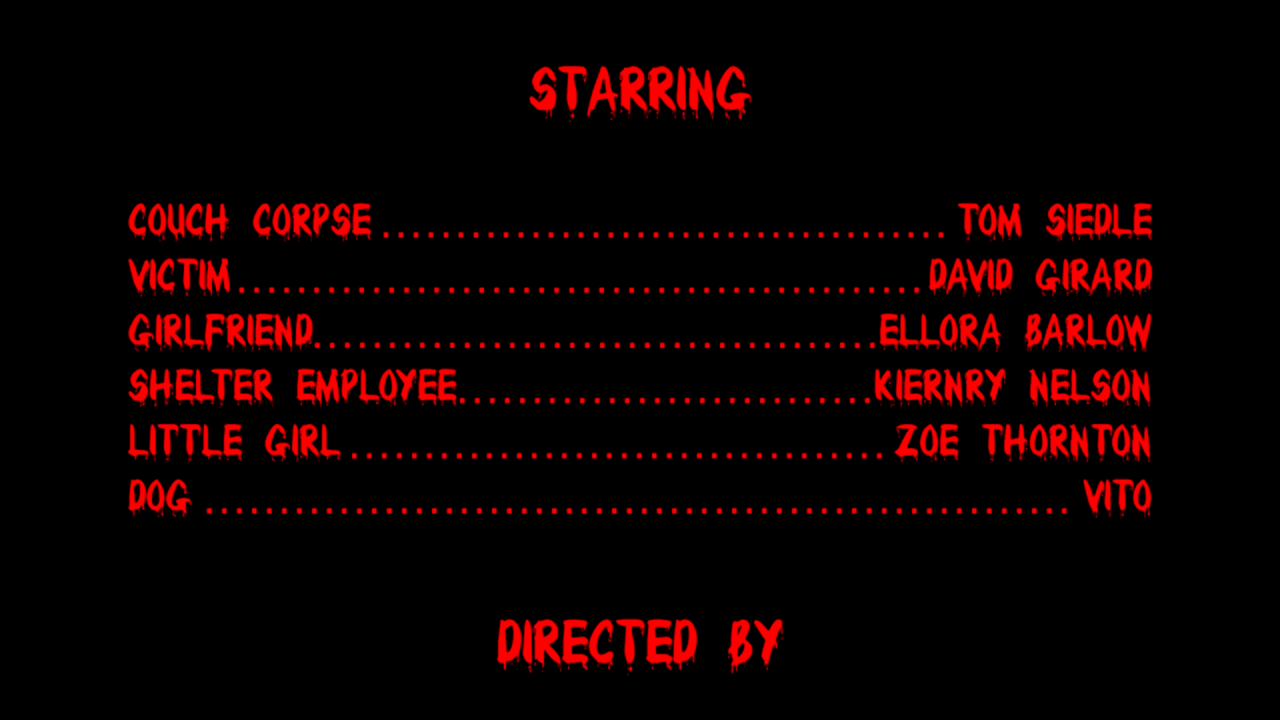 STARRING
COUCH CORPSE ...................................... TOM SIEDLE
VICTIM .............................................. DAVID GIRARD
GIRLFRIEND...................................... ELLORA BARLOW
SHELTER EMPLOYEE............................ KIERNRY NELSON
LITTLE GIRL .................................... ZOE THORNTON
DOG .......................................................... VITO
DIRECTED BY